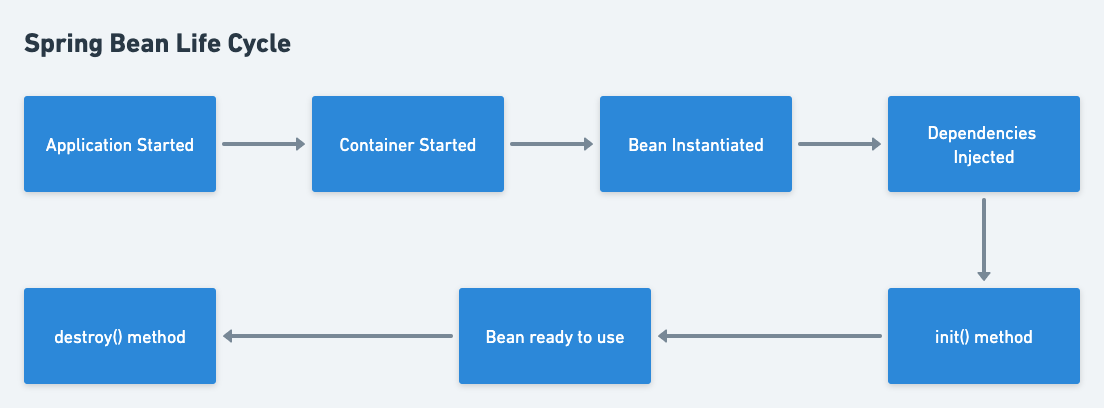 Spring Bean Life Cycle
Application Started
Container Started
Bean Instantiated
Dependencies
Injected
destroy() method
Bean ready to use
init() method